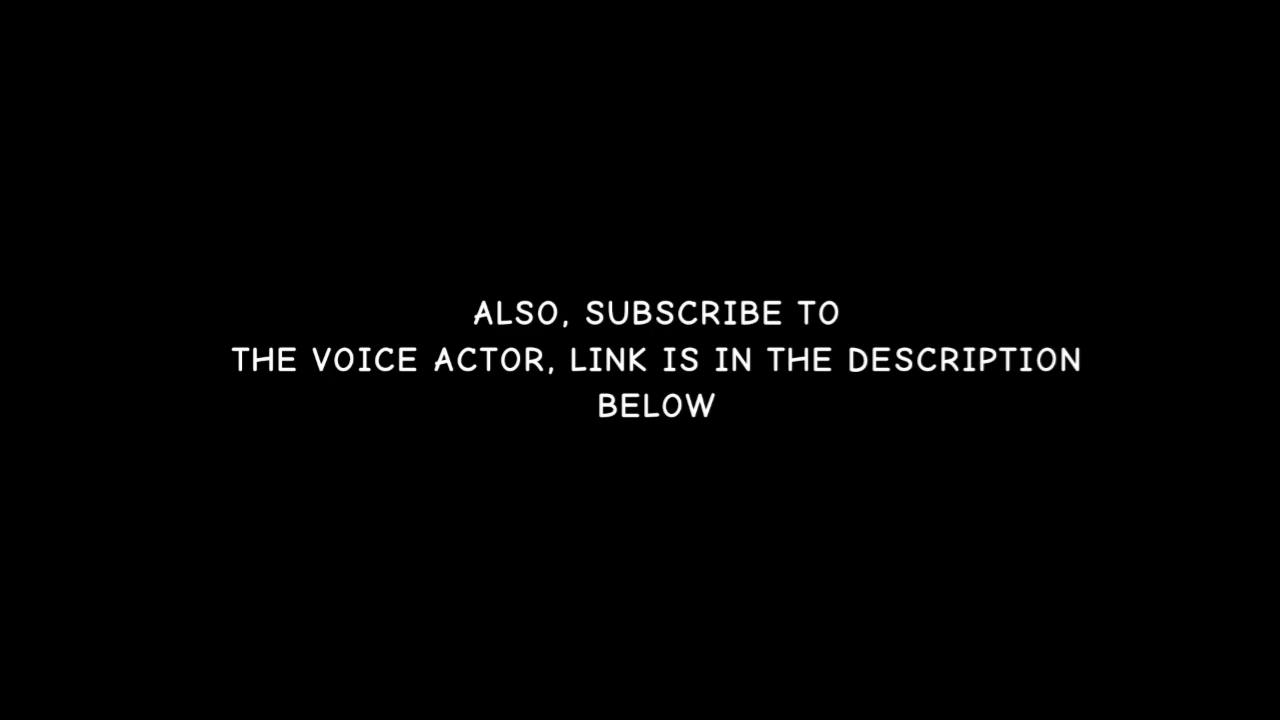 ALSO, SUBSCRIBE TO
THE VOICE ACTOR, LINK IS IN THE DESCRIPTION
BELOW